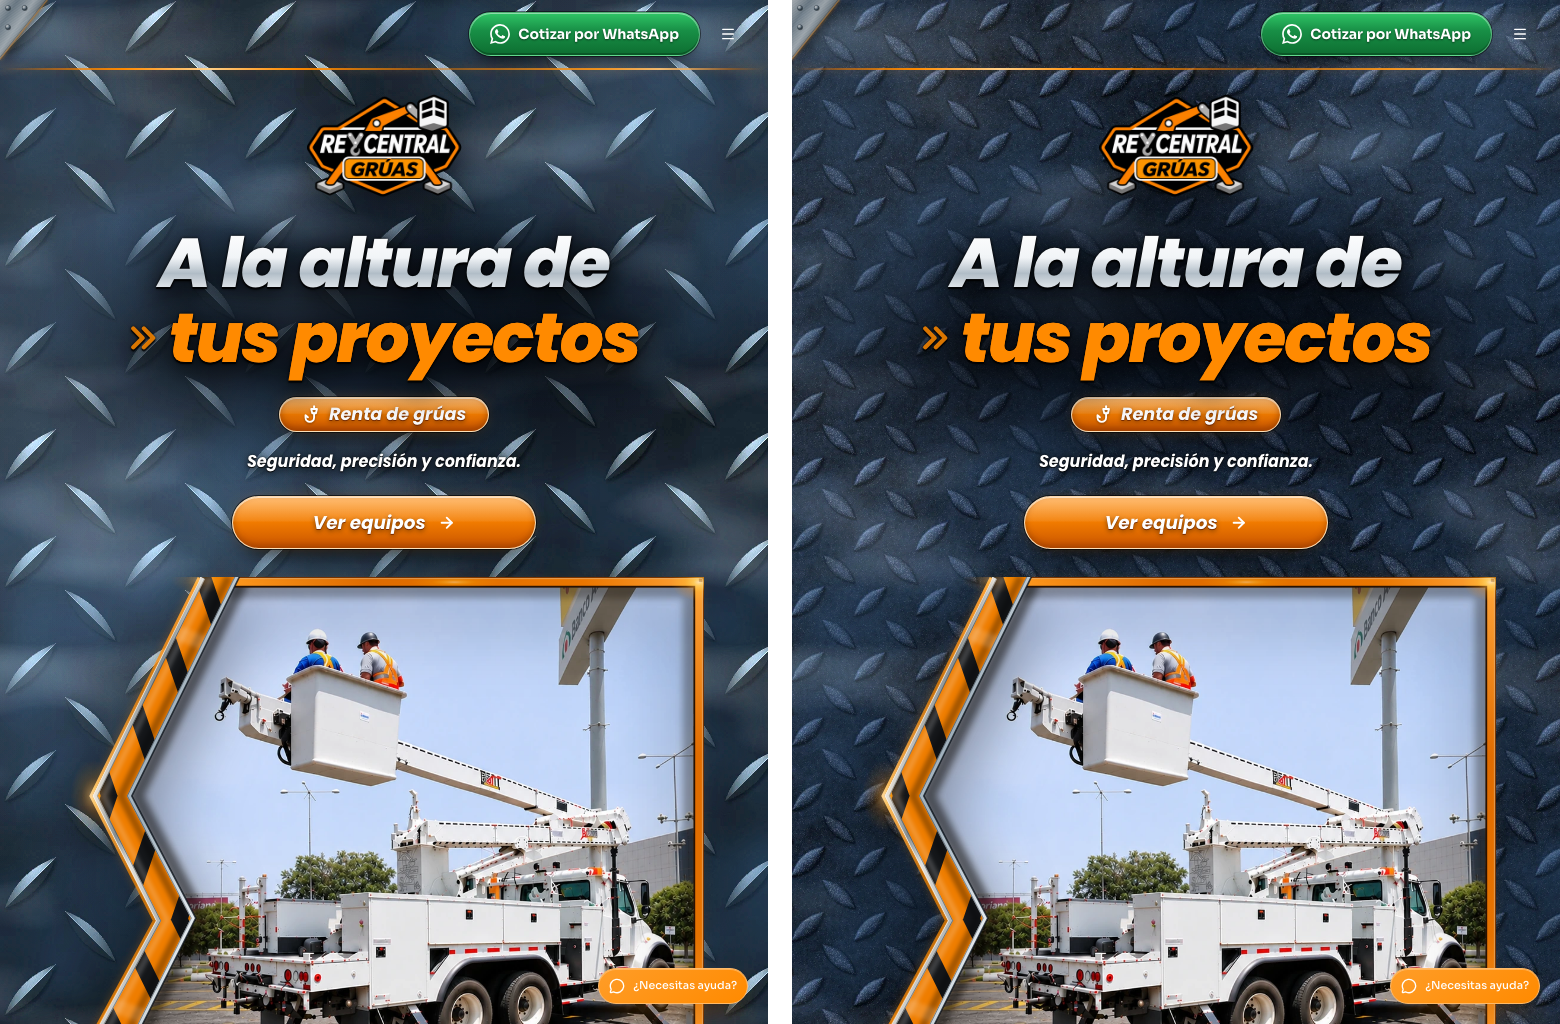 Cotizar por WhatsApp
REY CENTRAL
GRÚAS
A la altura de
» tus proyectos
Renta de grúas
Seguridad, precisión y confianza.
Ver equipos →
¿Necesitas ayuda?
Cotizar por WhatsApp
REY CENTRAL
GRÚAS
A la altura de
» tus proyectos
Renta de grúas
Seguridad, precisión y confianza.
Ver equipos →
¿Necesitas ayuda?